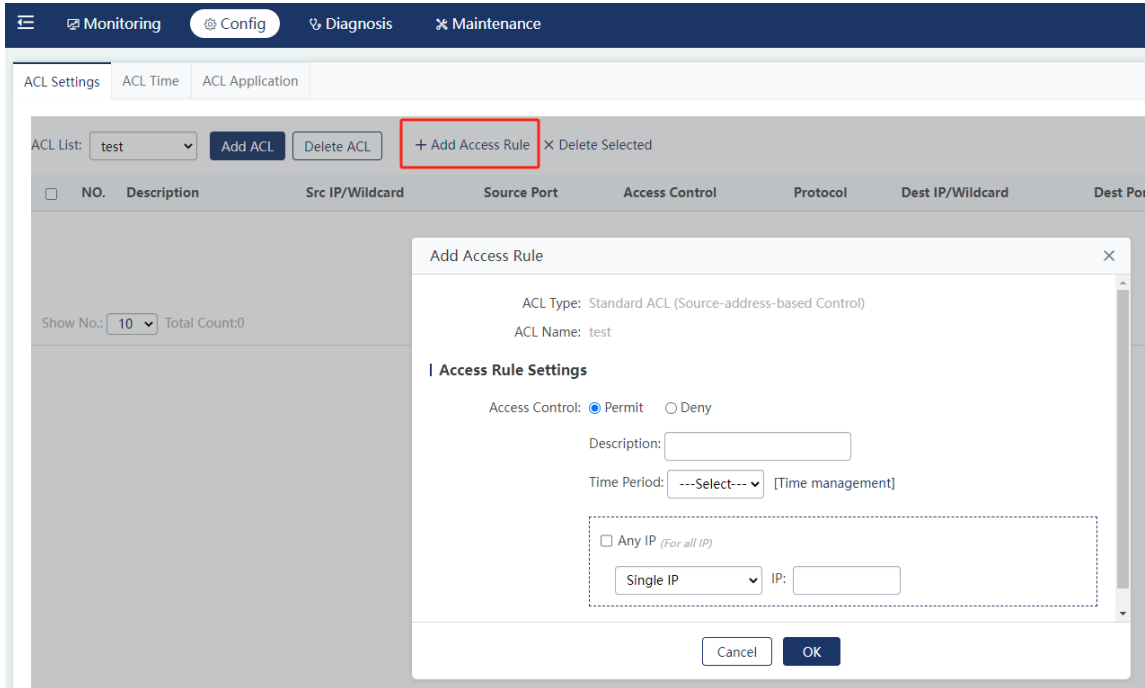 Monitoring Config Diagnosis Maintenance
ACL Settings ACL Time ACL Application
ACL List: test Add ACL Delete ACL + Add Access Rule × Delete Selected
NO. Description Src IP/Wildcard Source Port Access Control Protocol Dest IP/Wildcard Dest Por
Add Access Rule ×
ACL Type: Standard ACL (Source-address-based Control)
Show No.: 10 Total Count:0
ACL Name: test
Access Rule Settings
Access Control: Permit Deny
Description:
Time Period: ---Select--- [Time management]
Any IP (For all IP)
Single IP IP:
Cancel OK